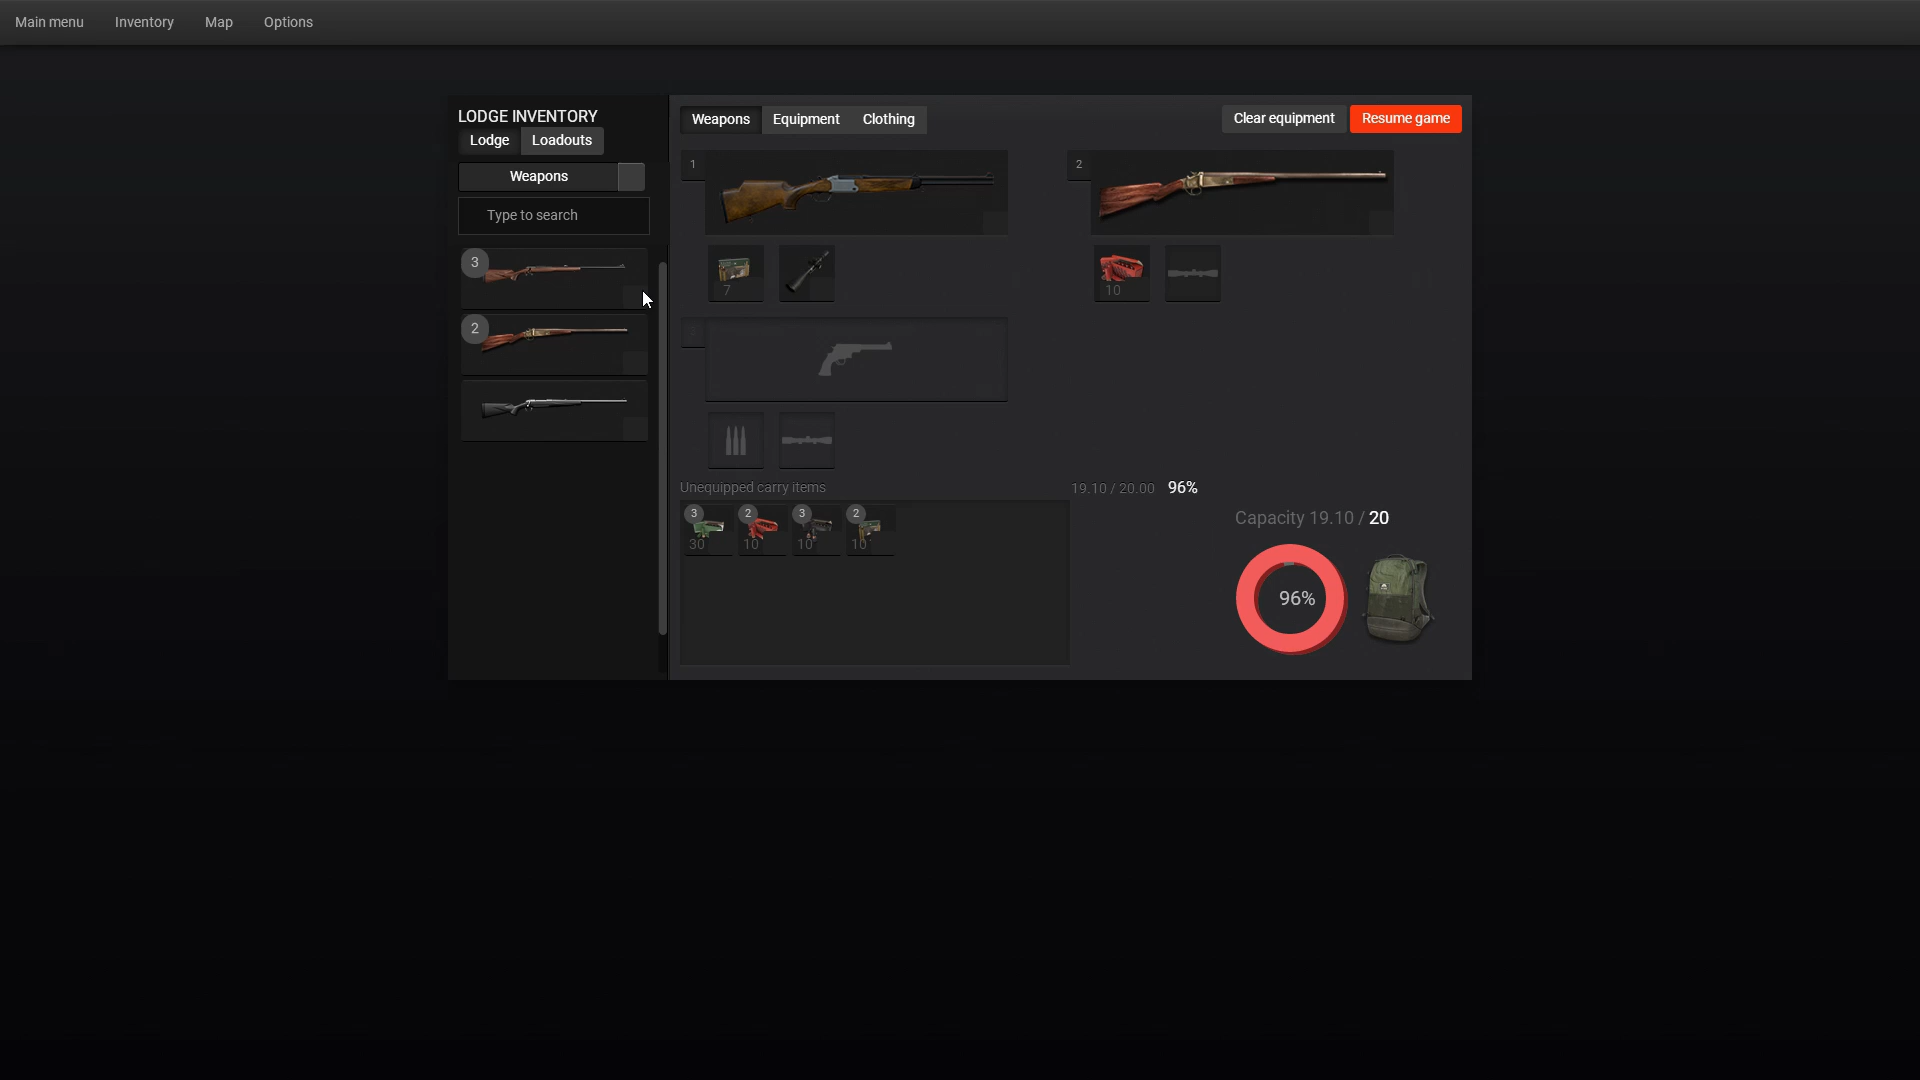 Main menu
Inventory
Map
Options
LODGE INVENTORY
Lodge
Loadouts
Weapons
Type to search
3
2
Weapons
Equipment
Clothing
Clear equipment
Resume game
1
2
7
10
Unequipped carry items
19.10 / 20.00 96%
3
30
2
10
3
10
2
10
Capacity 19.10 / 20
96%